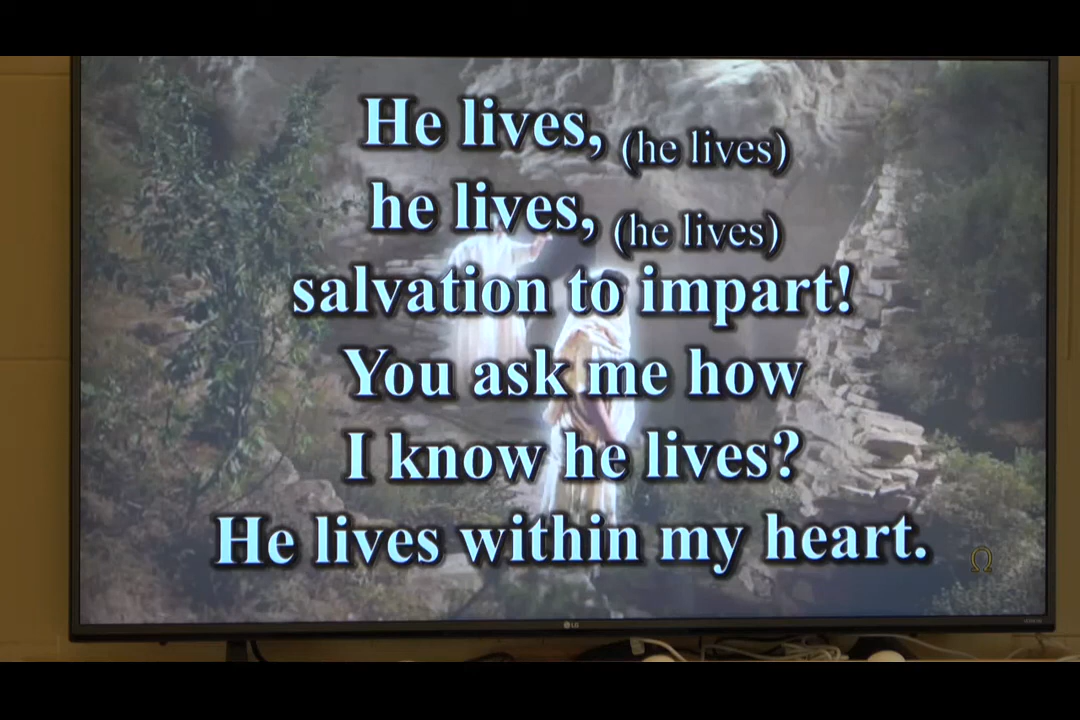 He lives, (he lives)
he lives, (he lives)
salvation to impart!
You ask me how
I know he lives?
He lives within my heart.
Ω
LG